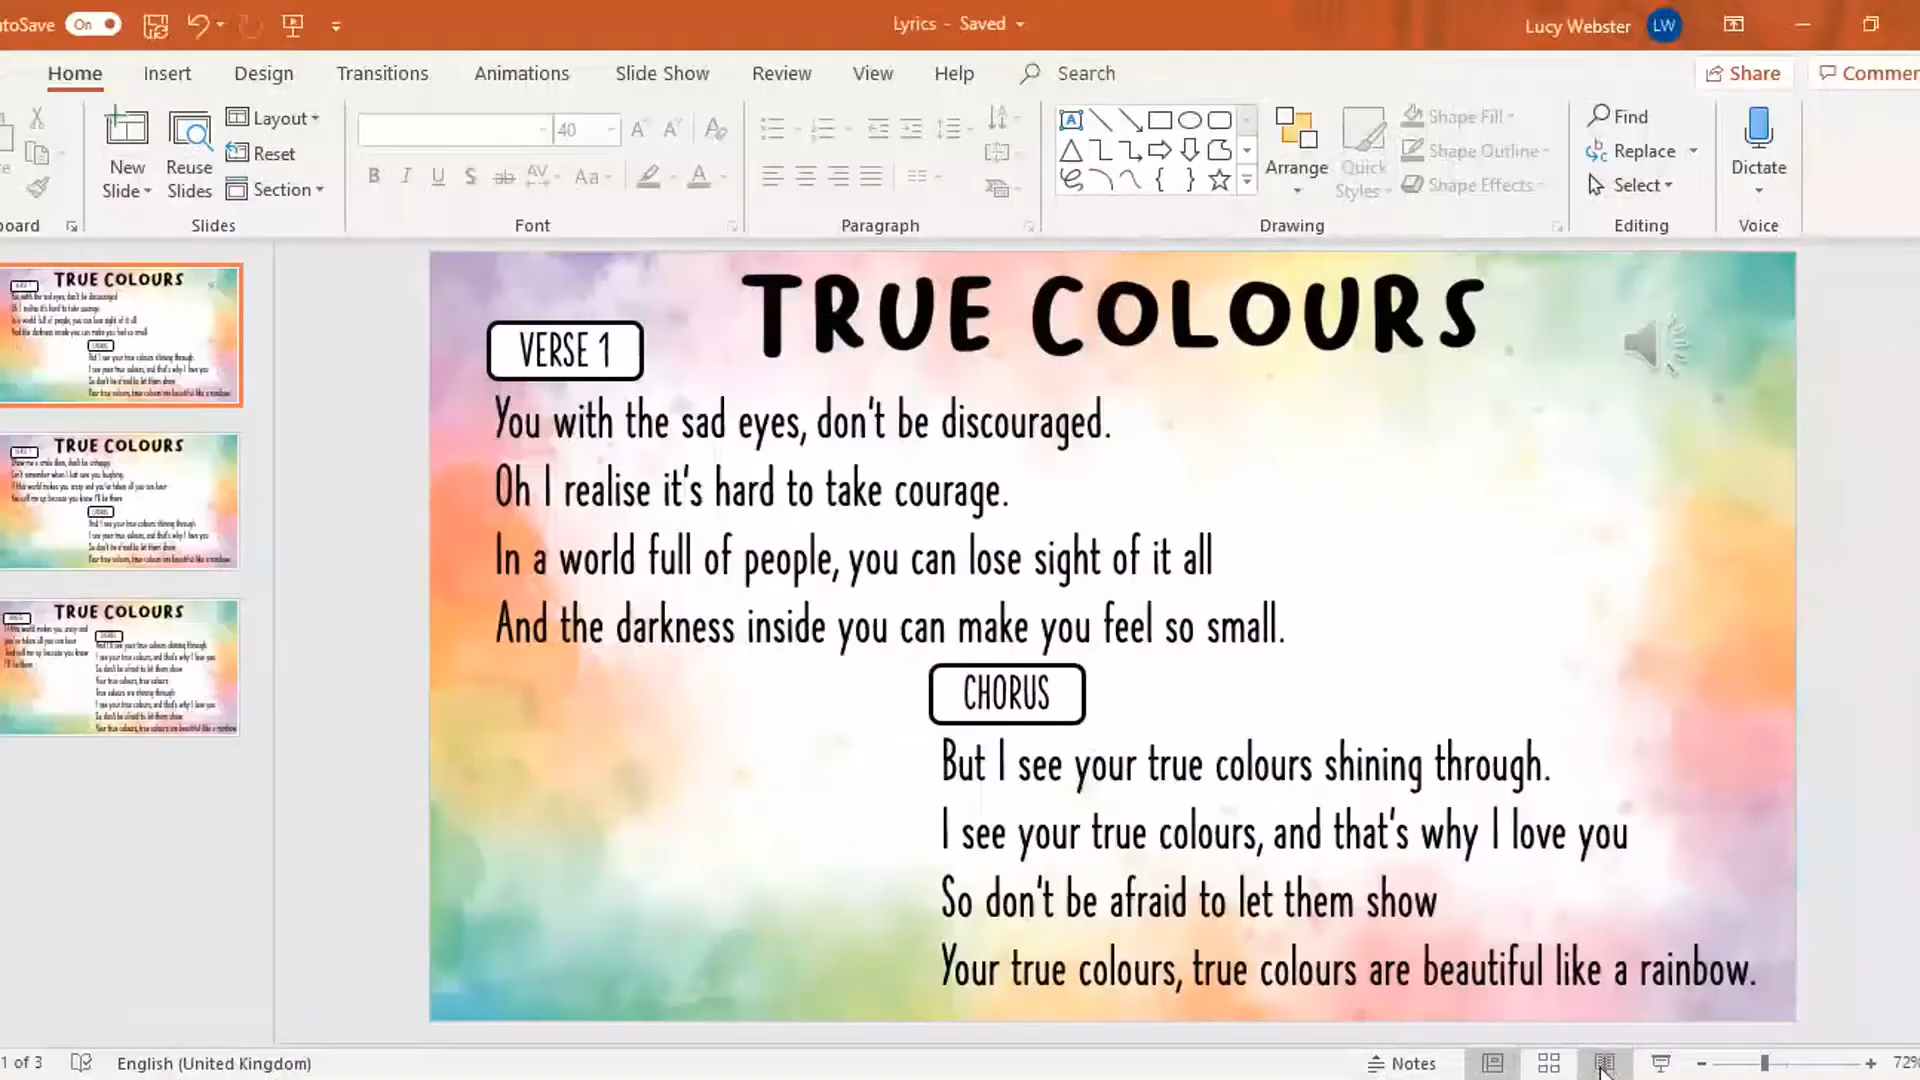 utoSave On Lyrics - Saved Lucy Webster LW
Home Insert Design Transitions Animations Slide Show Review View Help Search Share Commen
New Slide Reuse Slides Layout Reset Section
40
B I U S ab AV Aa A
Arrange Quick Styles Shape Fill Shape Outline Shape Effects
Find Replace Select Dictate
board Slides Font Paragraph Drawing Editing Voice
TRUE COLOURS
TRUE COLOURS
TRUE COLOURS
TRUE COLOURS
VERSE 1
You with the sad eyes, don't be discouraged.
Oh I realise it's hard to take courage.
In a world full of people, you can lose sight of it all
And the darkness inside you can make you feel so small.
CHORUS
But I see your true colours shining through.
I see your true colours, and that's why I love you
So don't be afraid to let them show
Your true colours, true colours are beautiful like a rainbow.
1 of 3 English (United Kingdom) Notes 72%